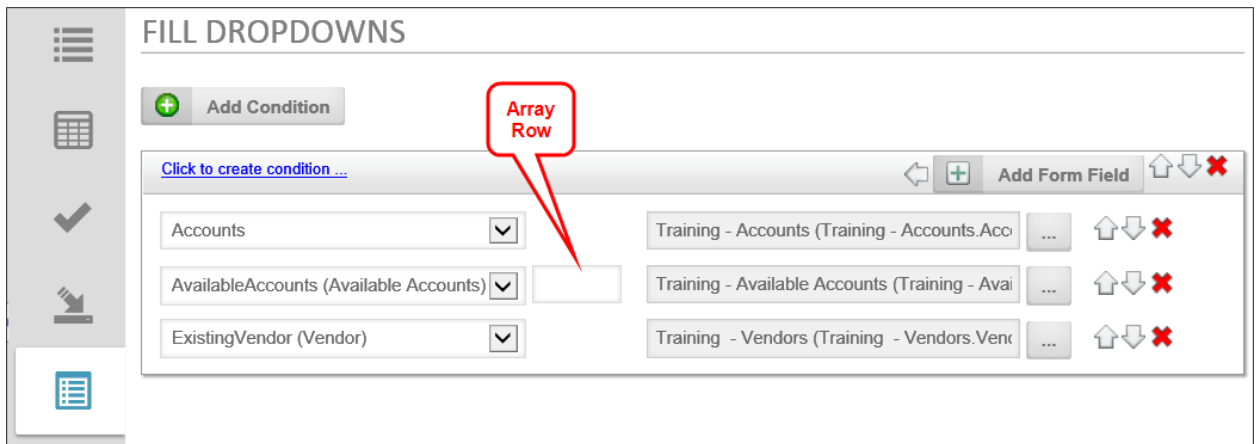 FILL DROPDOWNS
Add Condition
Array
Row
Click to create condition ...
Add Form Field
Accounts
Training - Accounts (Training - Accounts.Acc
...
AvailableAccounts (Available Accounts)
Training - Available Accounts (Training - Avai
...
ExistingVendor (Vendor)
Training - Vendors (Training - Vendors.Ven
...